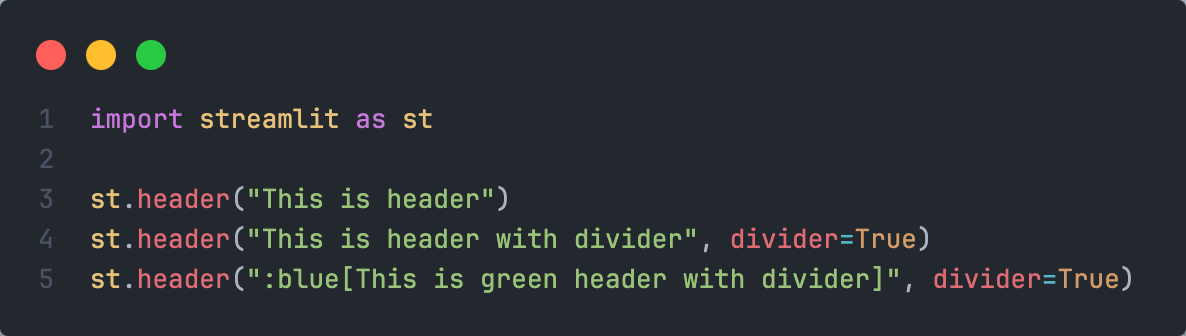 1 import streamlit as st
2
3 st.header("This is header")
4 st.header("This is header with divider", divider=True)
5 st.header(":blue[This is green header with divider]", divider=True)